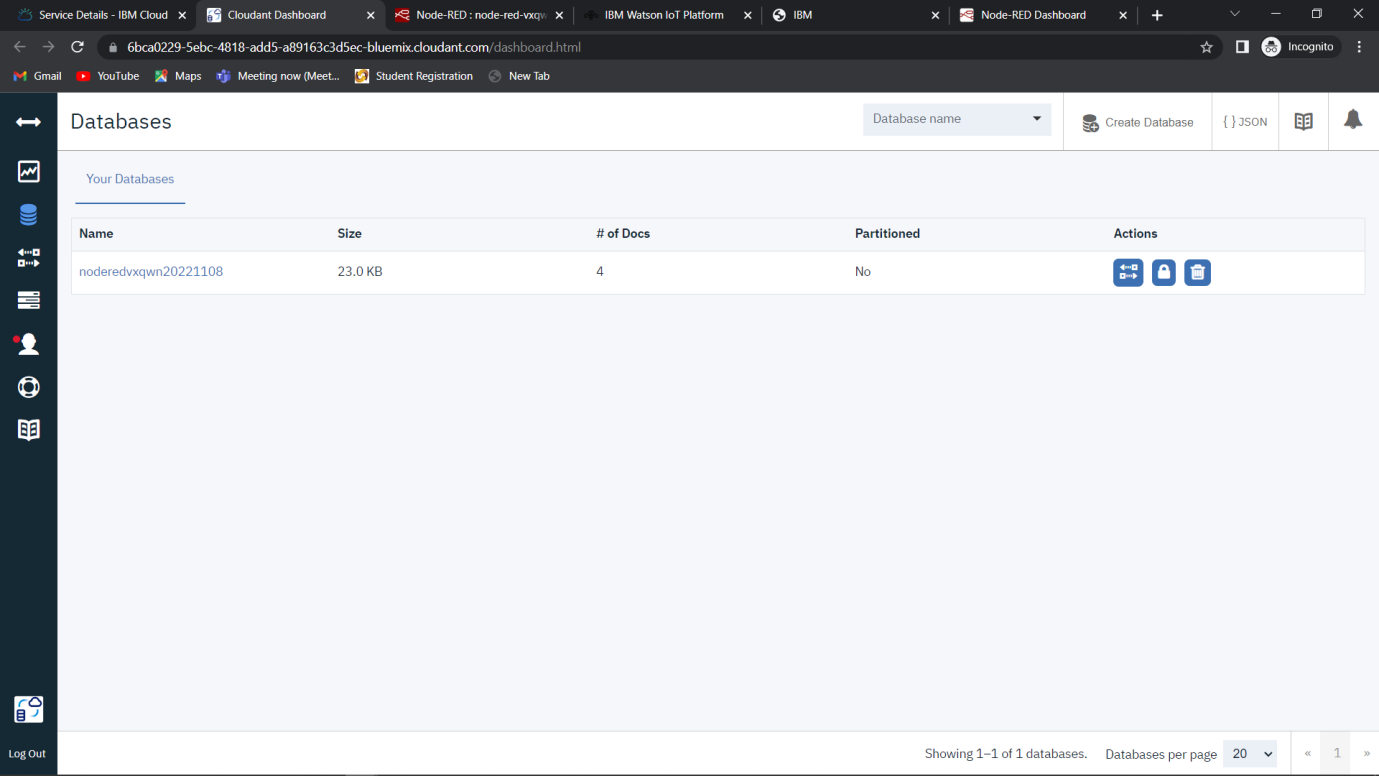 Service Details - IBM Cloud
Cloudant Dashboard
Node-RED : node-red-vxqw
IBM Watson IoT Platform
IBM
Node-RED Dashboard
6bca0229-5ebc-4818-add5-a89163c3d5ec-bluemix.cloudant.com/dashboard.html
Incognito
Gmail
YouTube
Maps
Meeting now (Meet...
Student Registration
New Tab
Databases
Database name
Create Database
{ } JSON
Your Databases
Name Size # of Docs Partitioned Actions
noderedvxqwn20221108 23.0 KB 4 No
Log Out
Showing 1–1 of 1 databases.
Databases per page 20
« 1 »